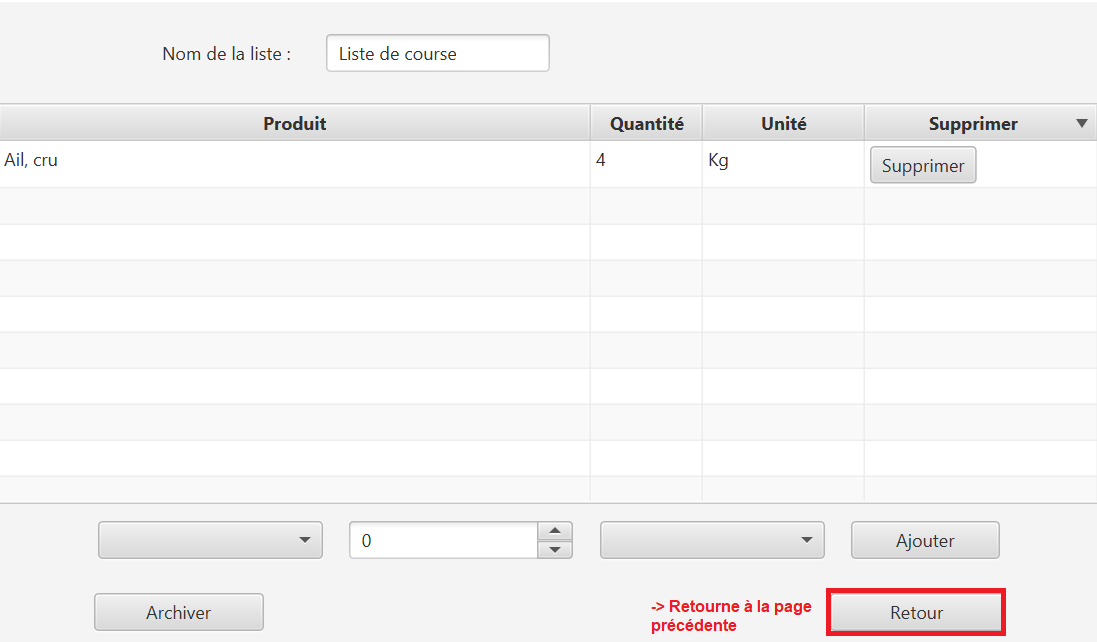 Nom de la liste :
Liste de course
Produit
Quantité
Unité
Supprimer
Ail, cru
4
Kg
Supprimer
0
Ajouter
Archiver
-> Retourne à la page
précédente
Retour